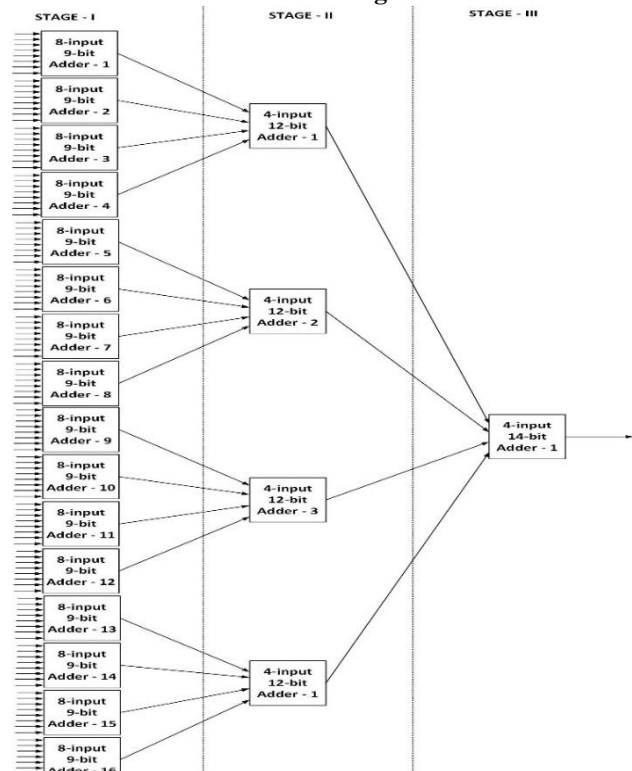 STAGE - I
STAGE - II
STAGE - III
8-input
9-bit
Adder - 1
8-input
9-bit
Adder - 2
8-input
9-bit
Adder - 3
8-input
9-bit
Adder - 4
8-input
9-bit
Adder - 5
8-input
9-bit
Adder - 6
8-input
9-bit
Adder - 7
8-input
9-bit
Adder - 8
8-input
9-bit
Adder - 9
8-input
9-bit
Adder - 10
8-input
9-bit
Adder - 11
8-input
9-bit
Adder - 12
8-input
9-bit
Adder - 13
8-input
9-bit
Adder - 14
8-input
9-bit
Adder - 15
8-input
9-bit
Adder - 16
4-input
12-bit
Adder - 1
4-input
12-bit
Adder - 2
4-input
12-bit
Adder - 3
4-input
12-bit
Adder - 1
4-input
14-bit
Adder - 1